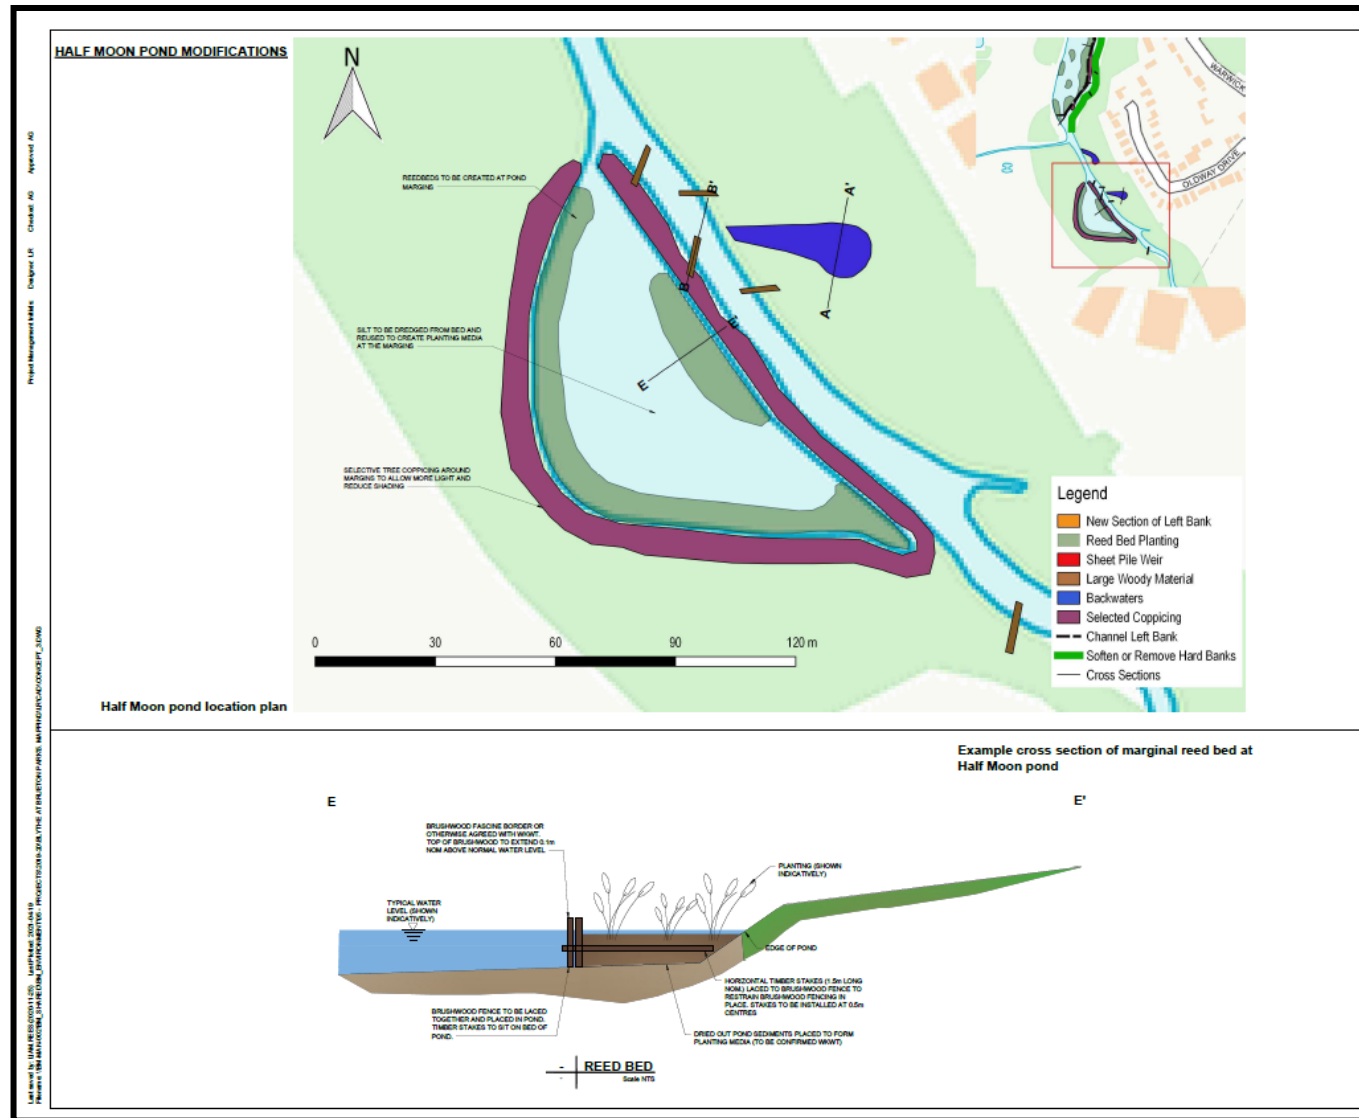 HALF MOON POND MODIFICATIONS
N
WARWICK
OLDWAY DRIVE
REEDBEDS TO BE CREATED AT POND
MARGINS
B'
A'
B
A
E'
E
SILT TO BE DREDGED FROM BED AND
REUSED TO CREATE PLANTING MEDIA
AT THE MARGINS
SELECTIVE TREE COPPICING AROUND
MARGINS TO ALLOW MORE LIGHT AND
REDUCE SHADING
Legend
New Section of Left Bank
Reed Bed Planting
Sheet Pile Weir
Large Woody Material
Backwaters
Selected Coppicing
Channel Left Bank
Soften or Remove Hard Banks
Cross Sections
0 30 60 90 120 m
Half Moon pond location plan
Example cross section of marginal reed bed at
Half Moon pond
E
E'
BRUSHWOOD FASCINE BORDER OR
OTHERWISE AGREED WITH WKWT.
TOP OF BRUSHWOOD TO EXTEND 0.1m
NOM ABOVE NORMAL WATER LEVEL
PLANTING (SHOWN
INDICATIVELY)
TYPICAL WATER
LEVEL (SHOWN
INDICATIVELY)
EDGE OF POND
HORIZONTAL TIMBER STAKES (1.5m LONG
NOM.) LACED TO BRUSHWOOD FENCE TO
RESTRAIN BRUSHWOOD FENCING IN
PLACE. STAKES TO BE INSTALLED AT 0.5m
CENTRES
BRUSHWOOD FENCE TO BE LACED
TOGETHER AND PLACED IN POND.
TIMBER STAKES TO SIT ON BED OF
POND.
DRIED OUT POND SEDIMENTS PLACED TO FORM
PLANTING MEDIA (TO BE CONFIRMED WKWT)
REED BED
Scale NTS
Project Management Initials: Designer: LR Checked: AG Approved: AG